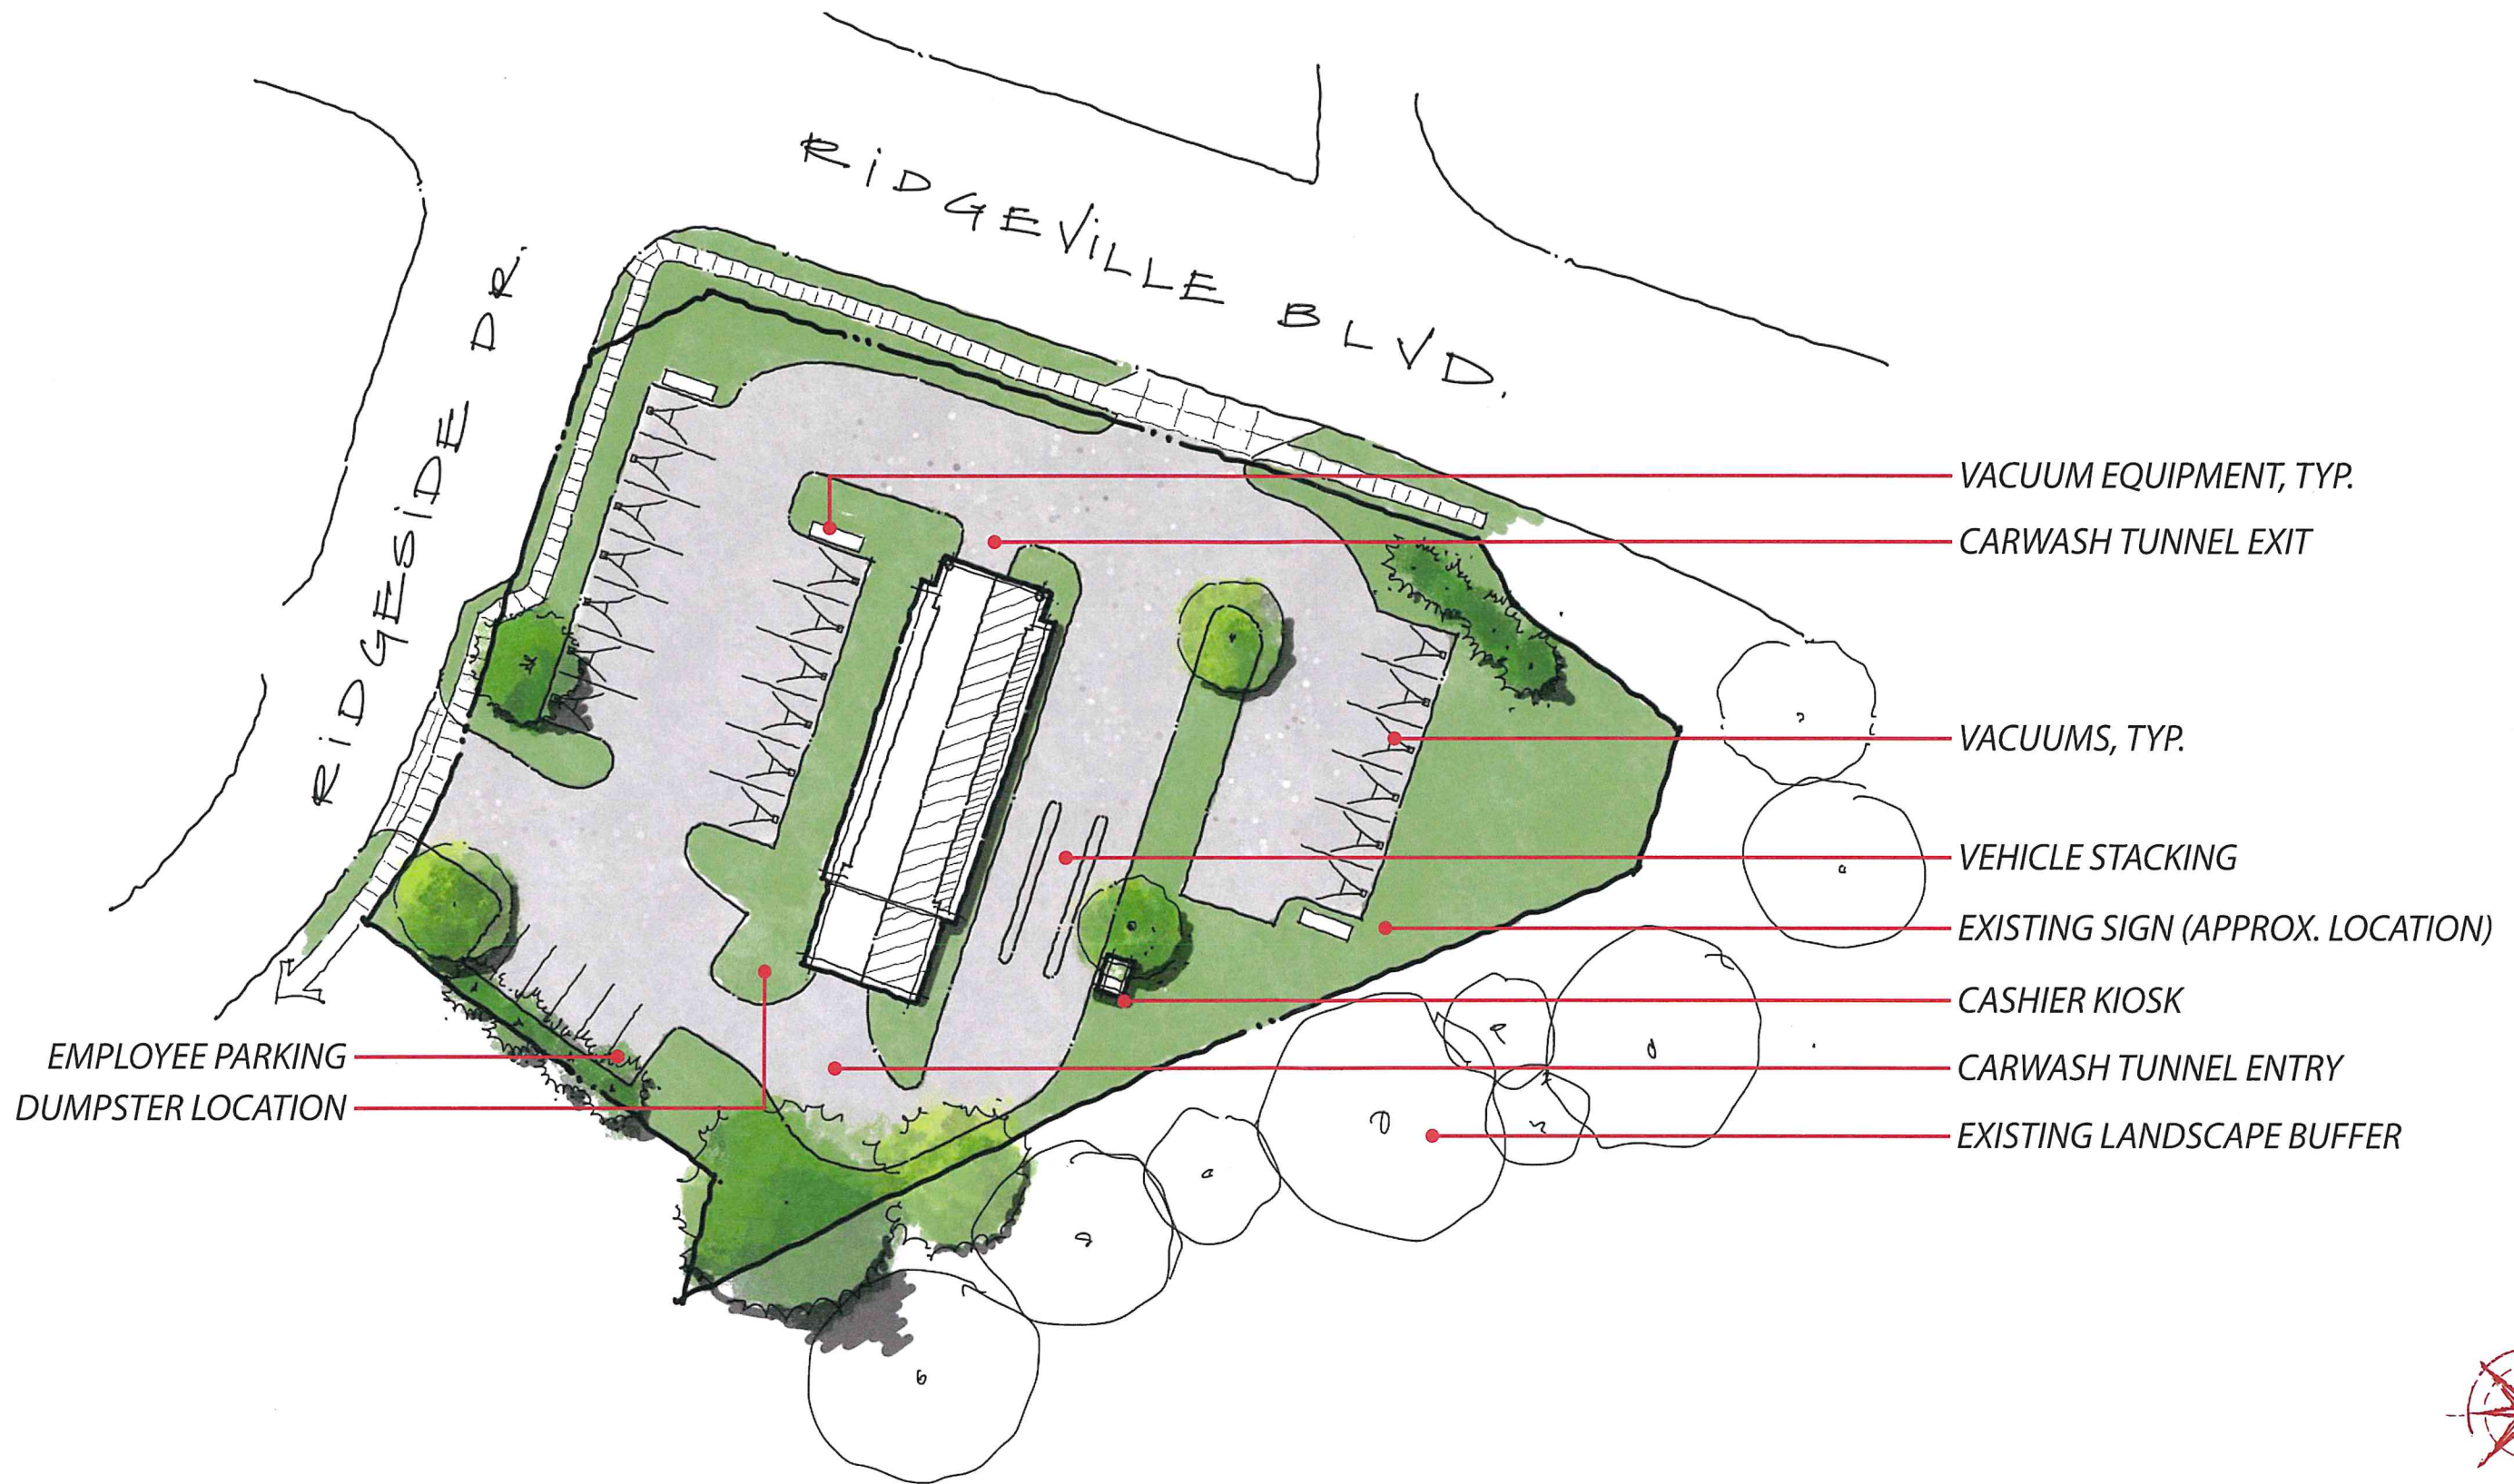 RIDGEVILLE BLVD.
RIDGESIDE DR.
VACUUM EQUIPMENT, TYP.
CARWASH TUNNEL EXIT
VACUUMS, TYP.
VEHICLE STACKING
EXISTING SIGN (APPROX. LOCATION)
CASHIER KIOSK
CARWASH TUNNEL ENTRY
EXISTING LANDSCAPE BUFFER
EMPLOYEE PARKING
DUMPSTER LOCATION